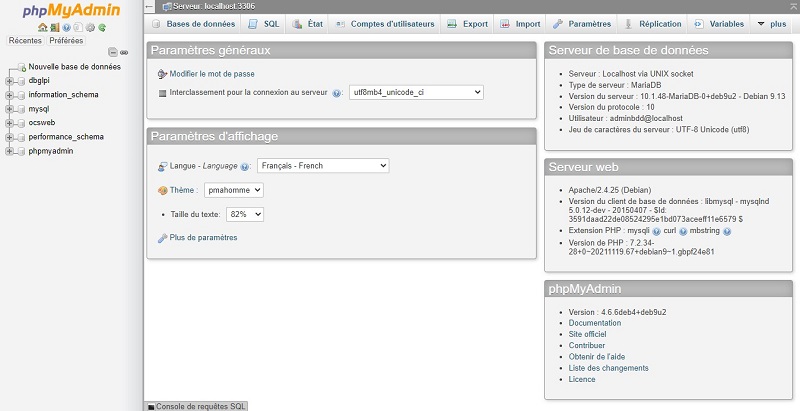 phpMyAdmin
Récentes Préférées
Nouvelle base de données
dbglpi
information_schema
mysql
ocsweb
performance_schema
phpmyadmin
Serveur: localhost:3306
Bases de données SQL État Comptes d'utilisateurs Export Import Paramètres Réplication Variables plus
Paramètres généraux
Modifier le mot de passe
Interclassement pour la connexion au serveur : utf8mb4_unicode_ci
Paramètres d'affichage
Langue - Language : Français - French
Thème : pmahomme
Taille du texte: 82%
Plus de paramètres
Serveur de base de données
Serveur : Localhost via UNIX socket
Type de serveur : MariaDB
Version du serveur : 10.1.48-MariaDB-0+deb9u2 - Debian 9.13
Version du protocole : 10
Utilisateur : adminbdd@localhost
Jeu de caractères du serveur : UTF-8 Unicode (utf8)
Serveur web
Apache/2.4.25 (Debian)
Version du client de base de données : libmysql - mysqlnd
5.0.12-dev - 20150407 - $Id:
3591daad22de08524295e1bd073aceeff11e6579 $
Extension PHP : mysqli curl mbstring
Version de PHP : 7.2.34-
28+0~20211119.67+debian9~1.gbpf24e81
phpMyAdmin
Version : 4.6.6deb4+deb9u2
Documentation
Site officiel
Contribuer
Obtenir de l'aide
Liste des changements
Licence
Console de requêtes SQL